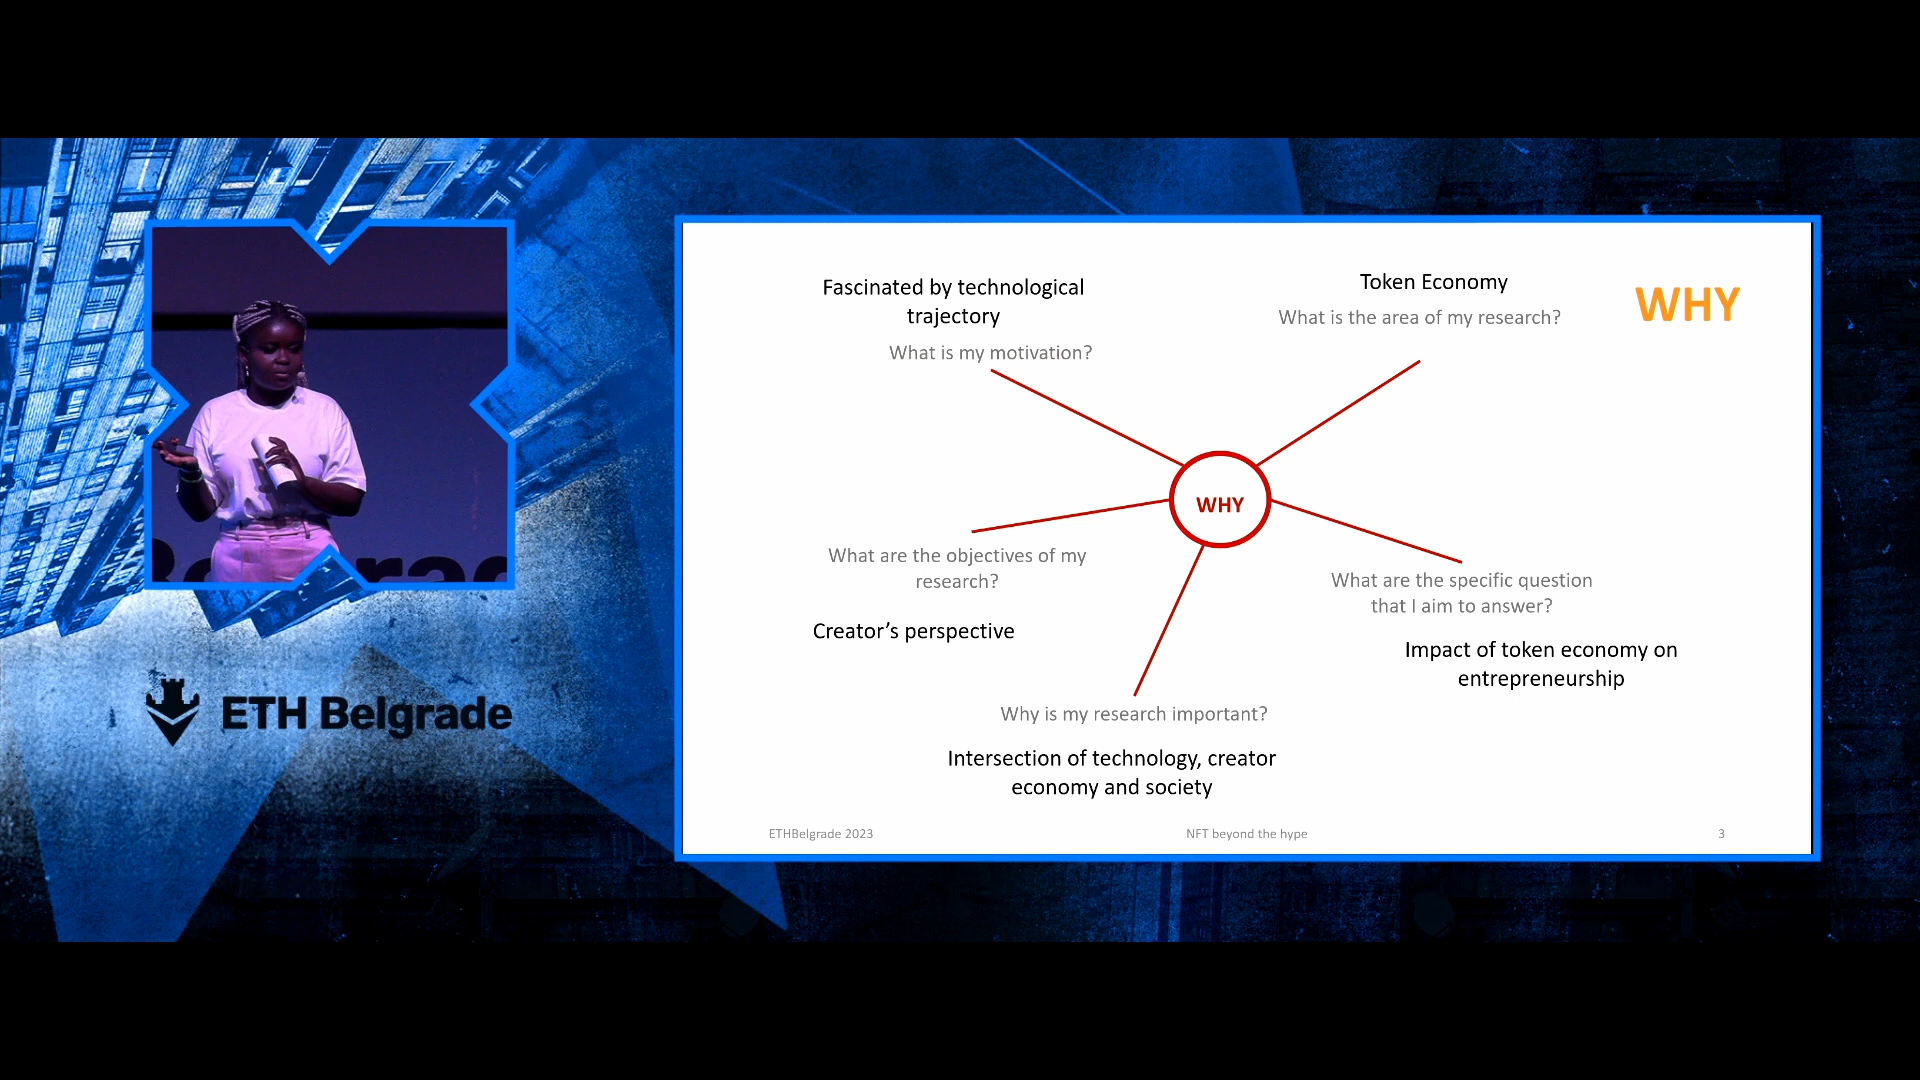 Fascinated by technological
trajectory
What is my motivation?
Token Economy
What is the area of my research?
WHY
WHY
What are the objectives of my
research?
Creator's perspective
What are the specific question
that I aim to answer?
Impact of token economy on
entrepreneurship
Why is my research important?
Intersection of technology, creator
economy and society
ETHBelgrade 2023
NFT beyond the hype
3
ETH Belgrade